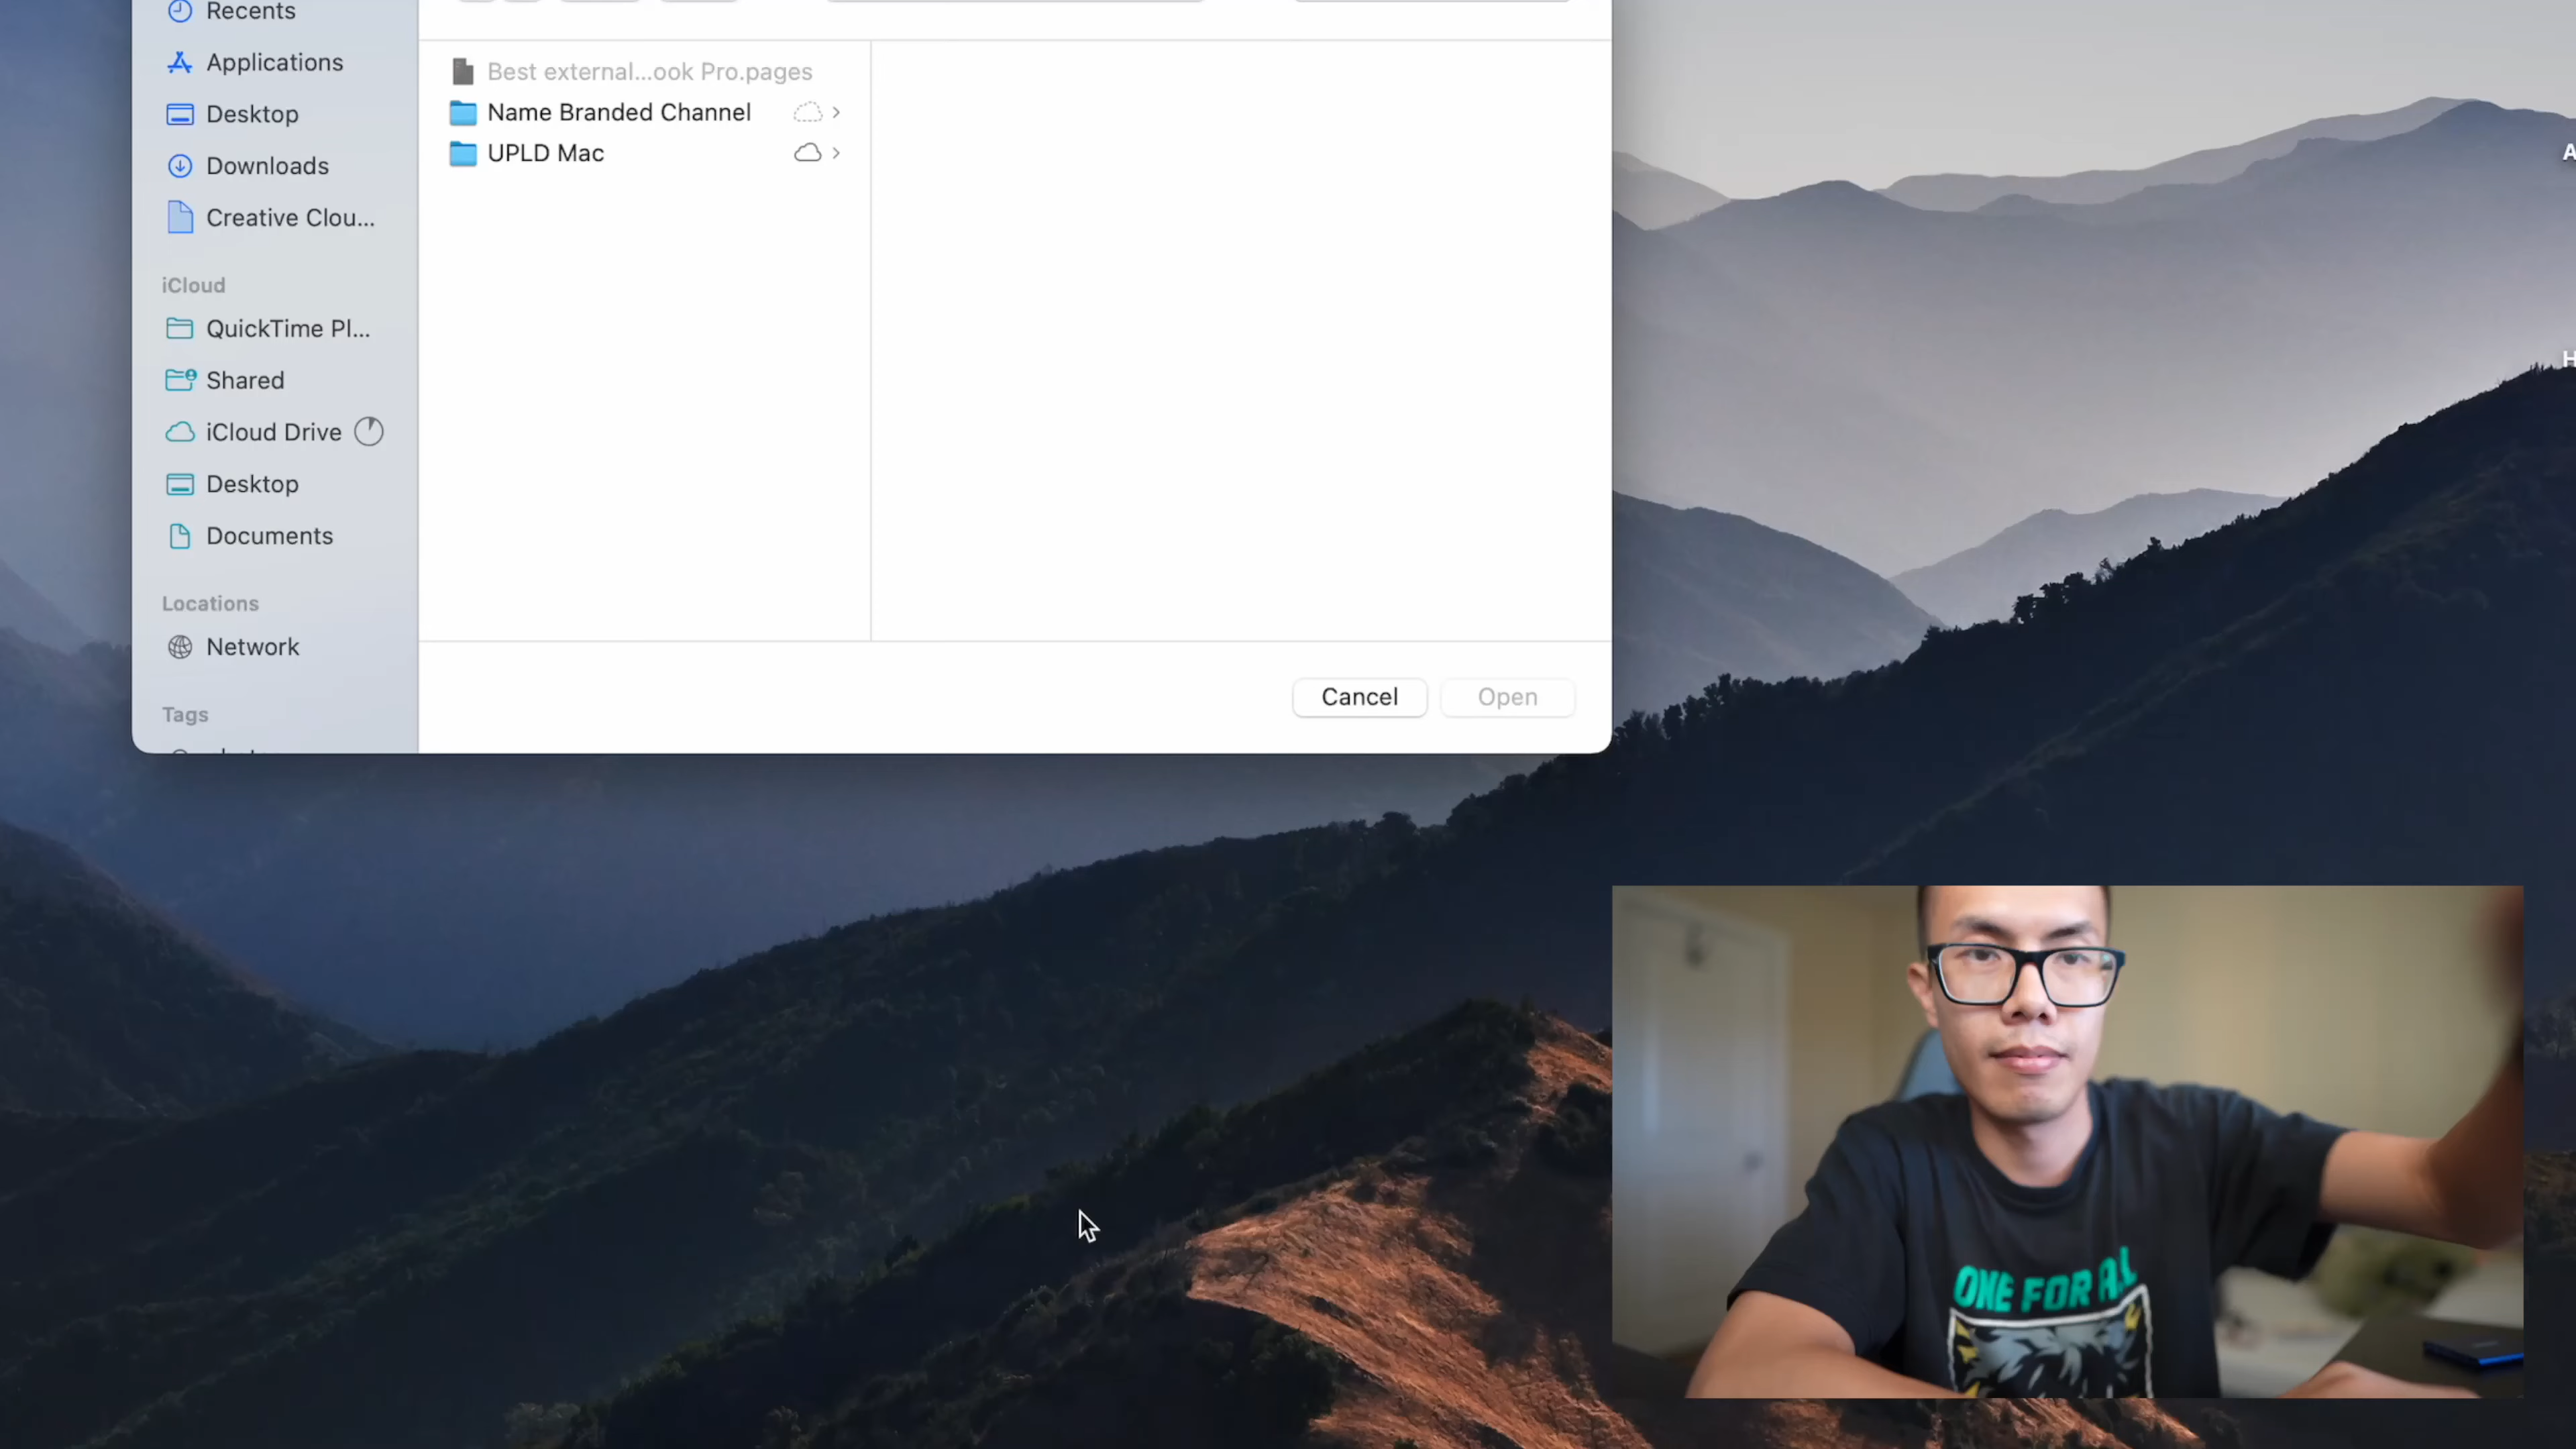 Recents
Applications
Desktop
Downloads
Creative Clou...
iCloud
QuickTime Pl...
Shared
iCloud Drive
Desktop
Documents
Locations
Network
Tags
Best external...ook Pro.pages
Name Branded Channel
UPLD Mac
Cancel
Open
A
H
ONE FOR ALL